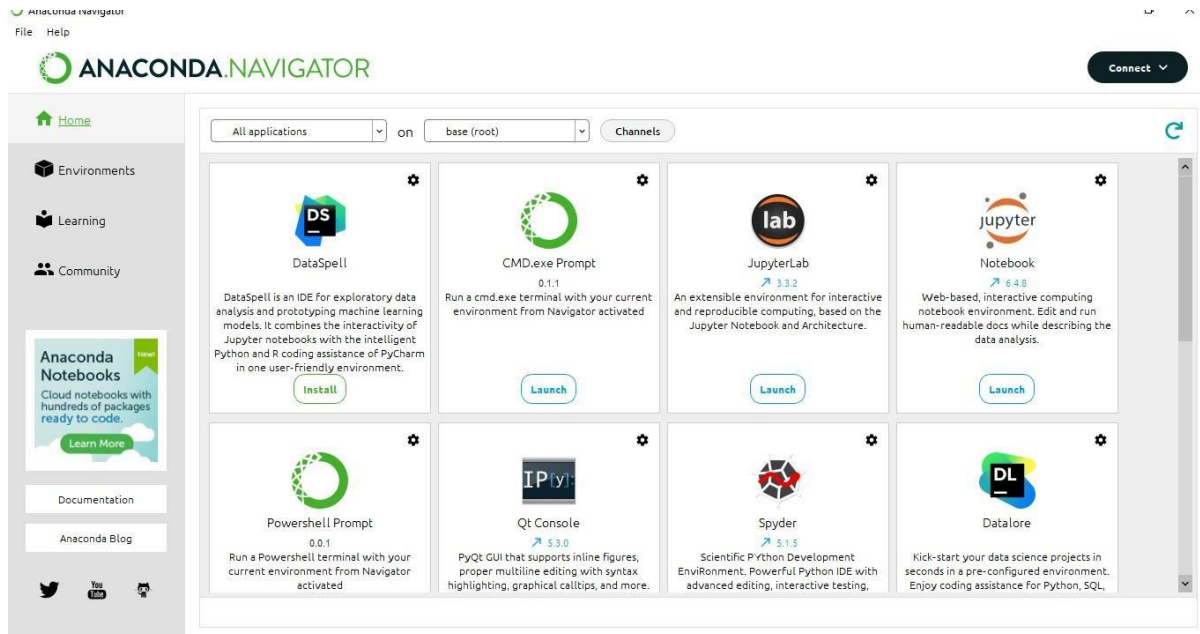 Anaconda Navigator
File Help
ANACONDA.NAVIGATOR
Connect
Home
Environments
Learning
Community
Anaconda Notebooks
New!
Cloud notebooks with
hundreds of packages
ready to code.
Learn More
Documentation
Anaconda Blog
You
Tube
All applications on base (root) Channels
DS
DataSpell
DataSpell is an IDE for exploratory data
analysis and prototyping machine learning
models. It combines the interactivity of
Jupyter notebooks with the intelligent
Python and R coding assistance of PyCharm
in one user-friendly environment.
Install
CMD.exe Prompt
0.1.1
Run a cmd.exe terminal with your current
environment from Navigator activated
Launch
lab
JupyterLab
3.3.2
An extensible environment for interactive
and reproducible computing, based on the
Jupyter Notebook and Architecture.
Launch
jupyter
Notebook
6.4.8
Web-based, interactive computing
notebook environment. Edit and run
human-readable docs while describing the
data analysis.
Launch
Powershell Prompt
0.0.1
Run a Powershell terminal with your
current environment from Navigator
activated
IP[y]:
Qt Console
5.3.0
PyQt GUI that supports inline figures,
proper multiline editing with syntax
highlighting, graphical calltips, and more.
Spyder
5.1.5
Scientific PYthon Development
EnviRonment. Powerful Python IDE with
advanced editing, interactive testing,
DL
Datalore
Kick-start your data science projects in
seconds in a pre-configured environment.
Enjoy coding assistance for Python, SQL,